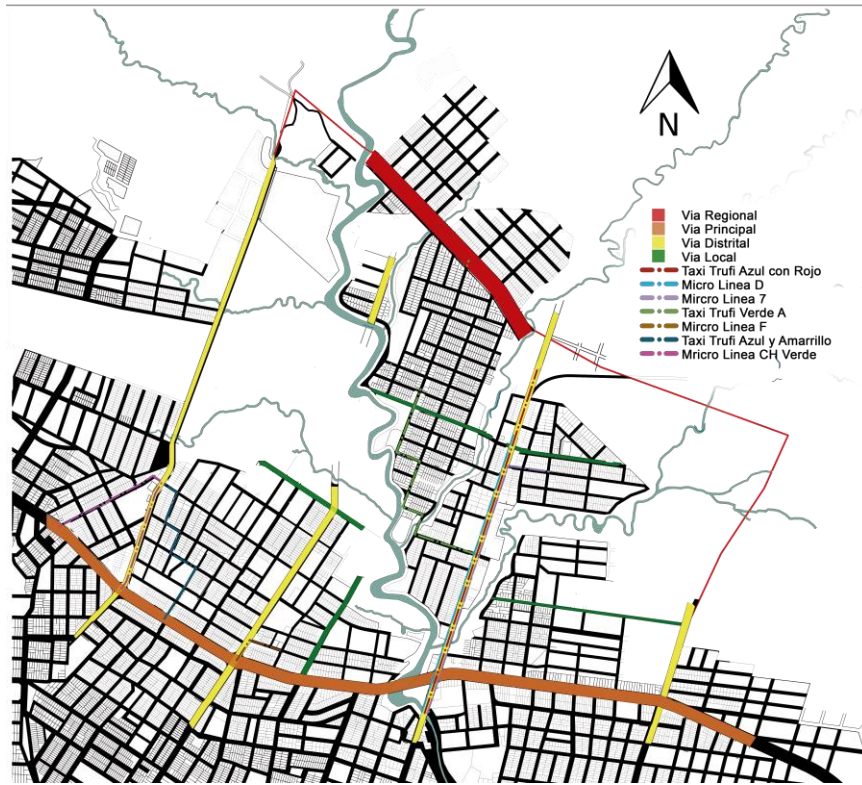 N
Via Regional
Via Principal
Via Distrital
Via Local
Taxi Trufi Azul con Rojo
Micro Linea D
Mircro Linea 7
Taxi Trufi Verde A
Mircro Linea F
Taxi Trufi Azul y Amarrillo
Mricro Linea CH Verde